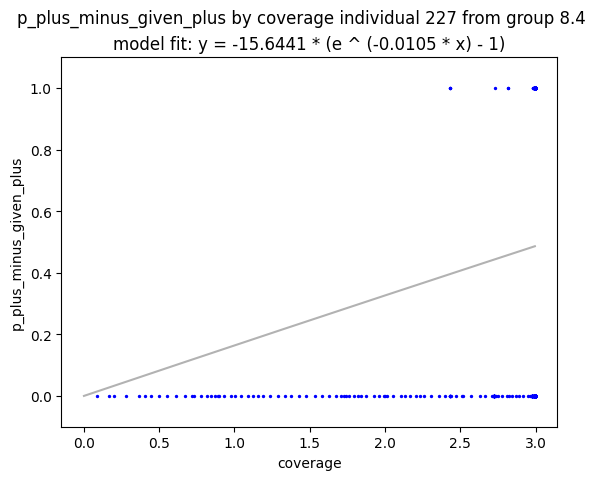 p_plus_minus_given_plus by coverage individual 227 from group 8.4
model fit: y = -15.6441 * (e ^ (-0.0105 * x) - 1)
p_plus_minus_given_plus
1.0
0.8
0.6
0.4
0.2
0.0
0.0 0.5 1.0 1.5 2.0 2.5 3.0
coverage